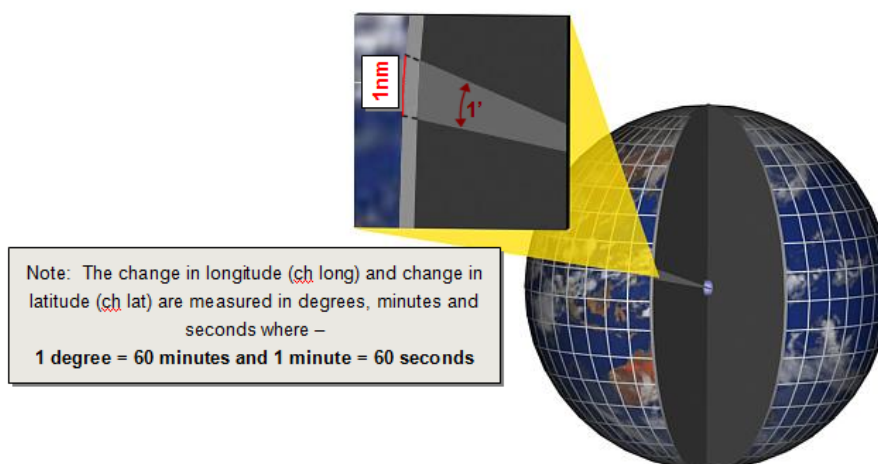 1nm
1'
Note: The change in longitude (ch long) and change in
latitude (ch lat) are measured in degrees, minutes and
seconds where –
1 degree = 60 minutes and 1 minute = 60 seconds